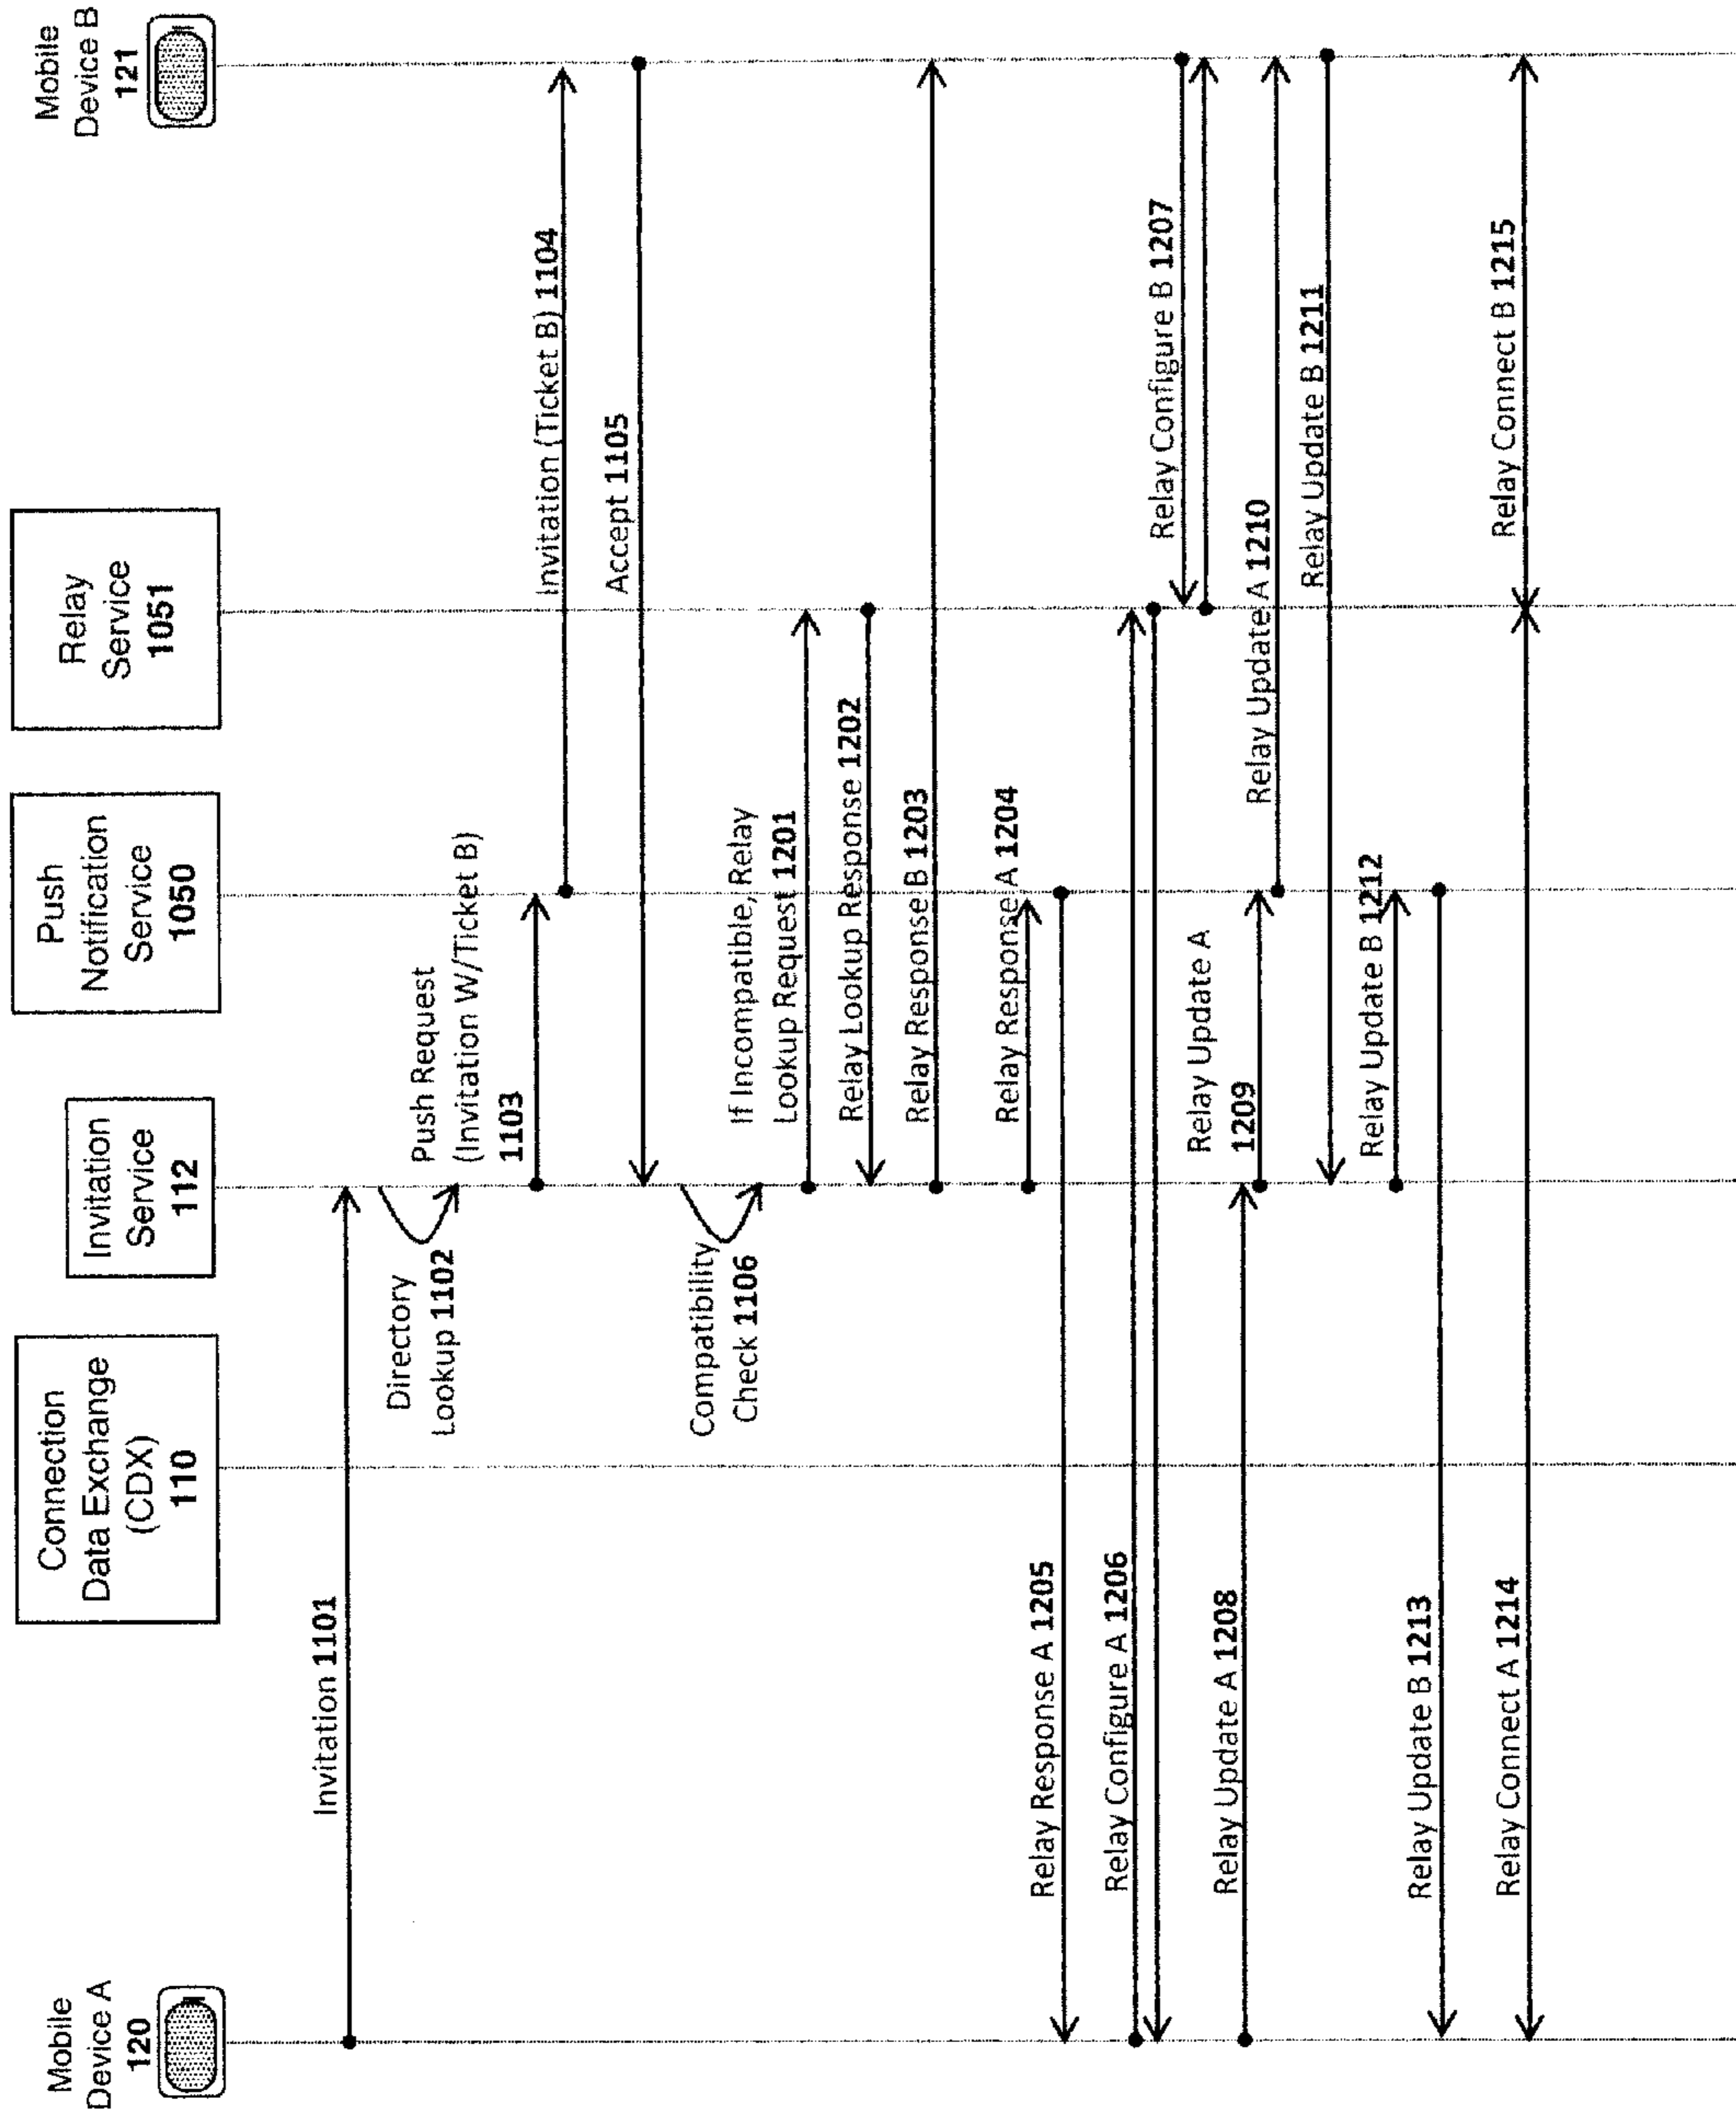 Mobile
Device A
120
Connection
Data Exchange
(CDX)
110
Invitation
Service
112
Push
Notification
Service
1050
Relay
Service
1051
Mobile
Device B
121
Invitation 1101
Directory
Lookup 1102
Push Request
(Invitation W/Ticket B)
1103
Invitation (Ticket B) 1104
Accept 1105
Compatibility
Check 1106
If Incompatible, Relay
Lookup Request 1201
Relay Lookup Response 1202
Relay Response B 1203
Relay Response A 1204
Relay Response A 1205
Relay Configure A 1206
Relay Configure B 1207
Relay Update A 1208
Relay Update A
1209
Relay Update A 1210
Relay Update B 1211
Relay Update B 1212
Relay Update B 1213
Relay Connect A 1214
Relay Connect B 1215